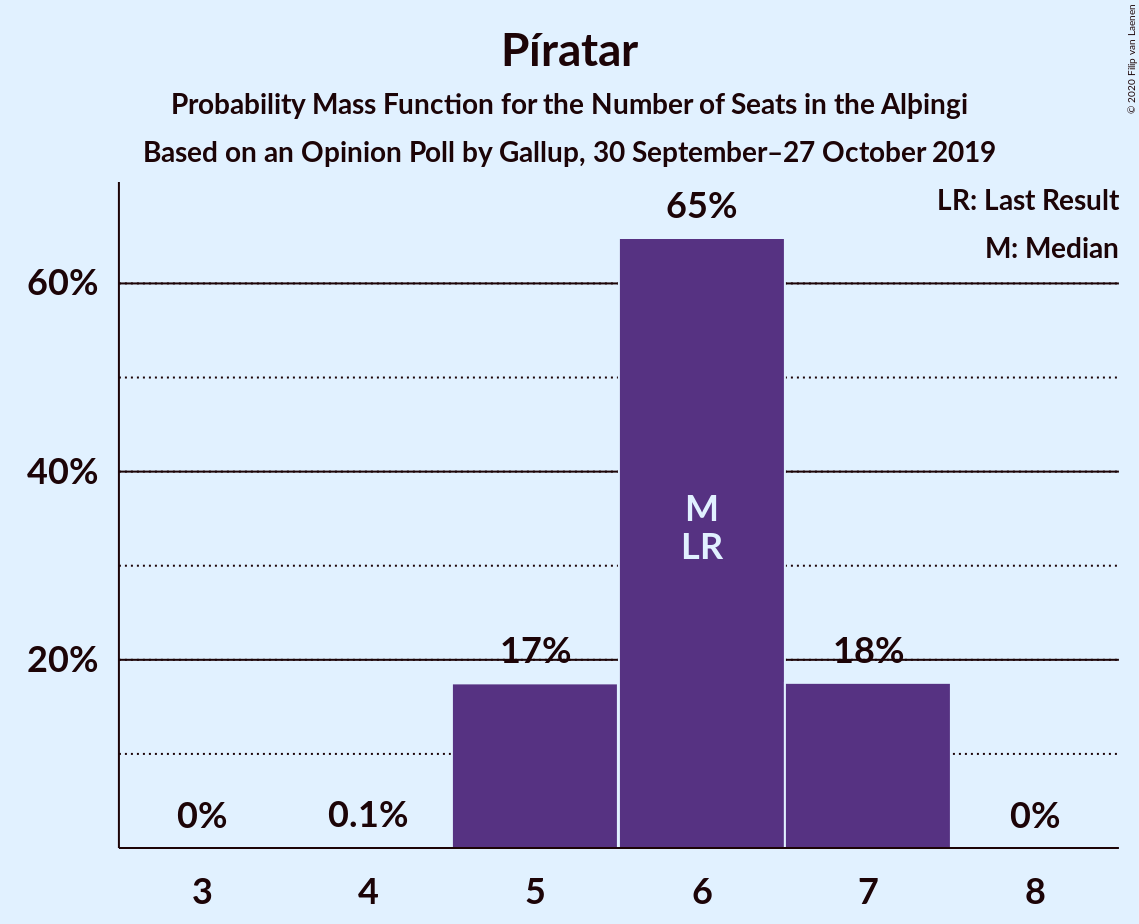 Píratar
Probability Mass Function for the Number of Seats in the Alþingi
Based on an Opinion Poll by Gallup, 30 September–27 October 2019
© 2020 Filip van Laenen
LR: Last Result
M: Median
60%
40%
20%
0%
0.1%
17%
65%
M
LR
18%
0%
3
4
5
6
7
8